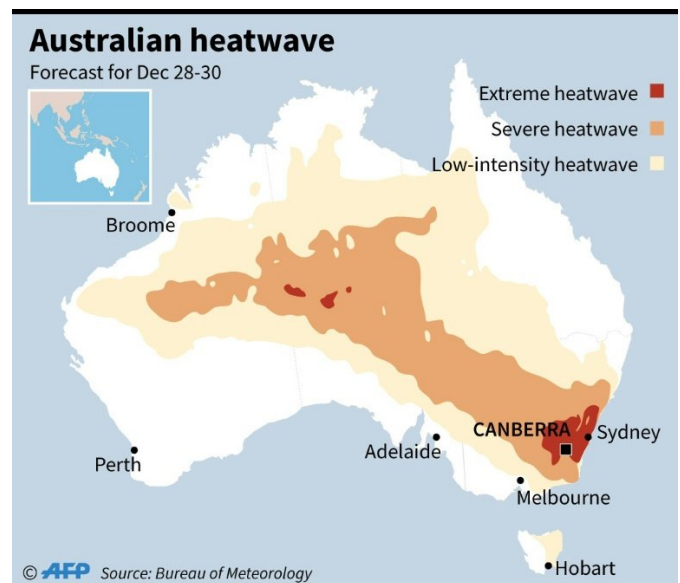 Australian heatwave
Forecast for Dec 28-30
Extreme heatwave
Severe heatwave
Low-intensity heatwave
Broome
CANBERRA
Sydney
Adelaide
Perth
Melbourne
Hobart
© AFP Source: Bureau of Meteorology